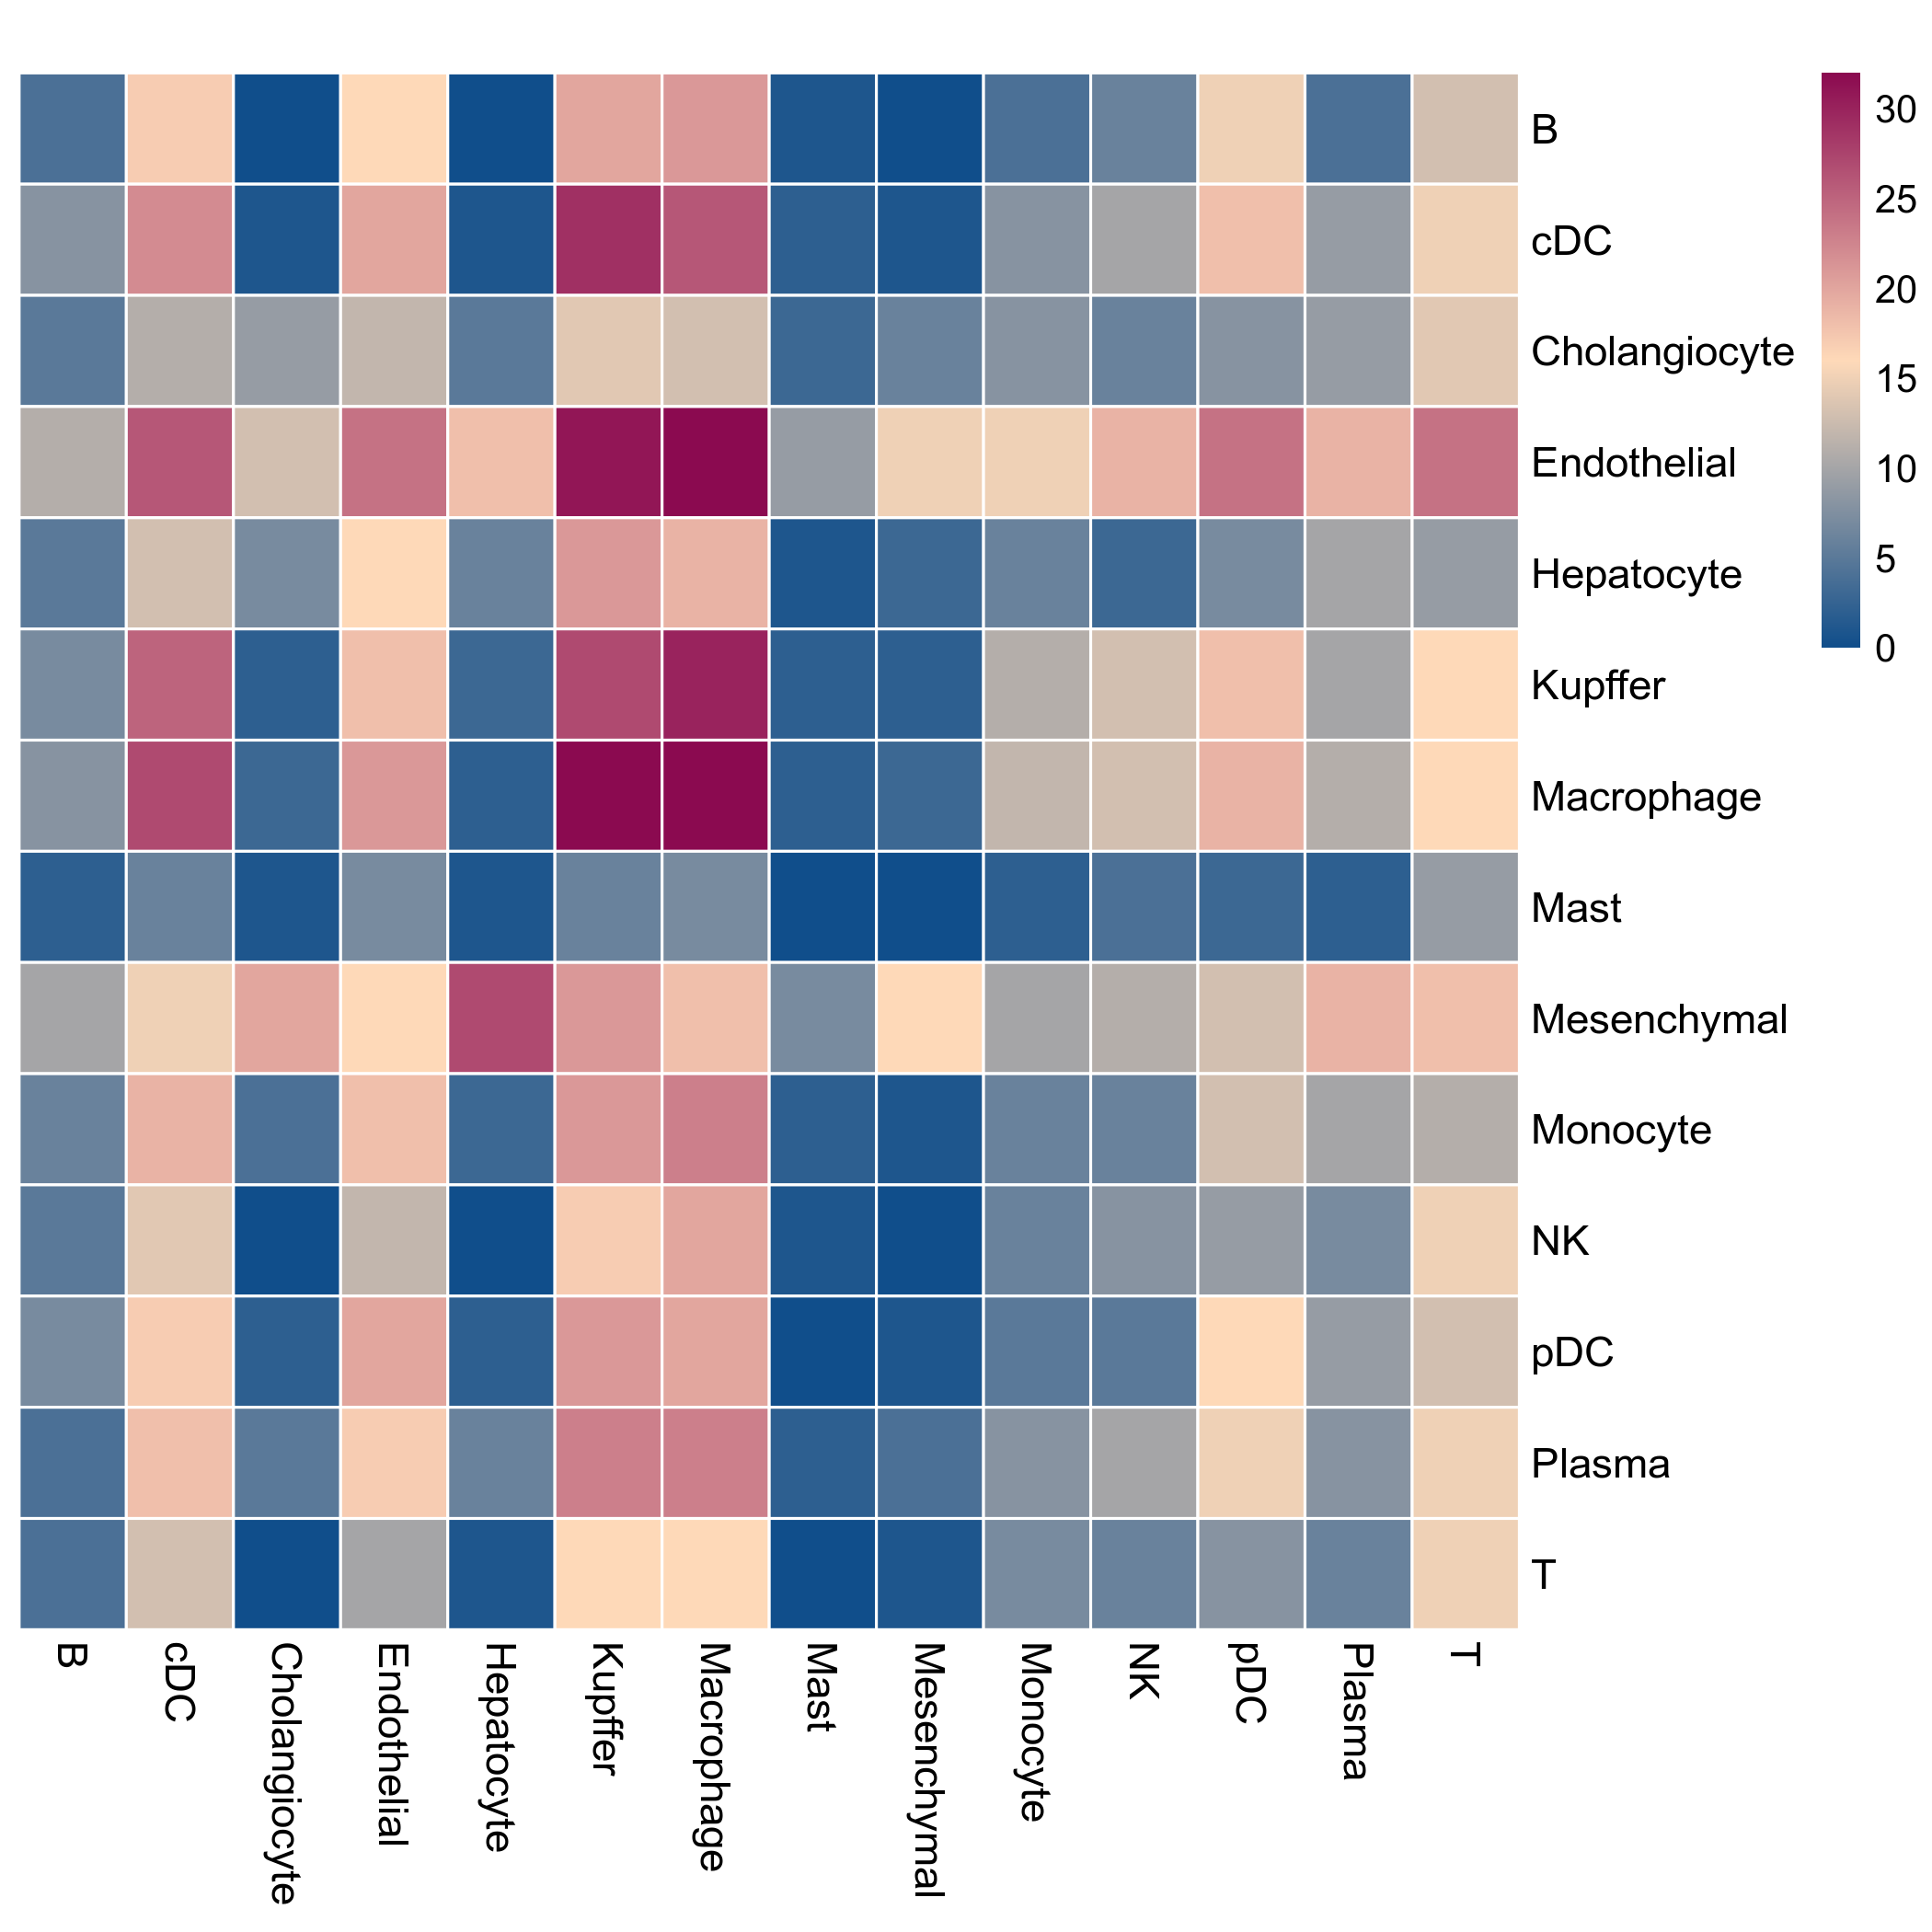 30
25
20
15
10
5
0
B
cDC
Cholangiocyte
Endothelial
Hepatocyte
Kupffer
Macrophage
Mast
Mesenchymal
Monocyte
NK
pDC
Plasma
T
B
cDC
Cholangiocyte
Endothelial
Hepatocyte
Kupffer
Macrophage
Mast
Mesenchymal
Monocyte
NK
pDC
Plasma
T